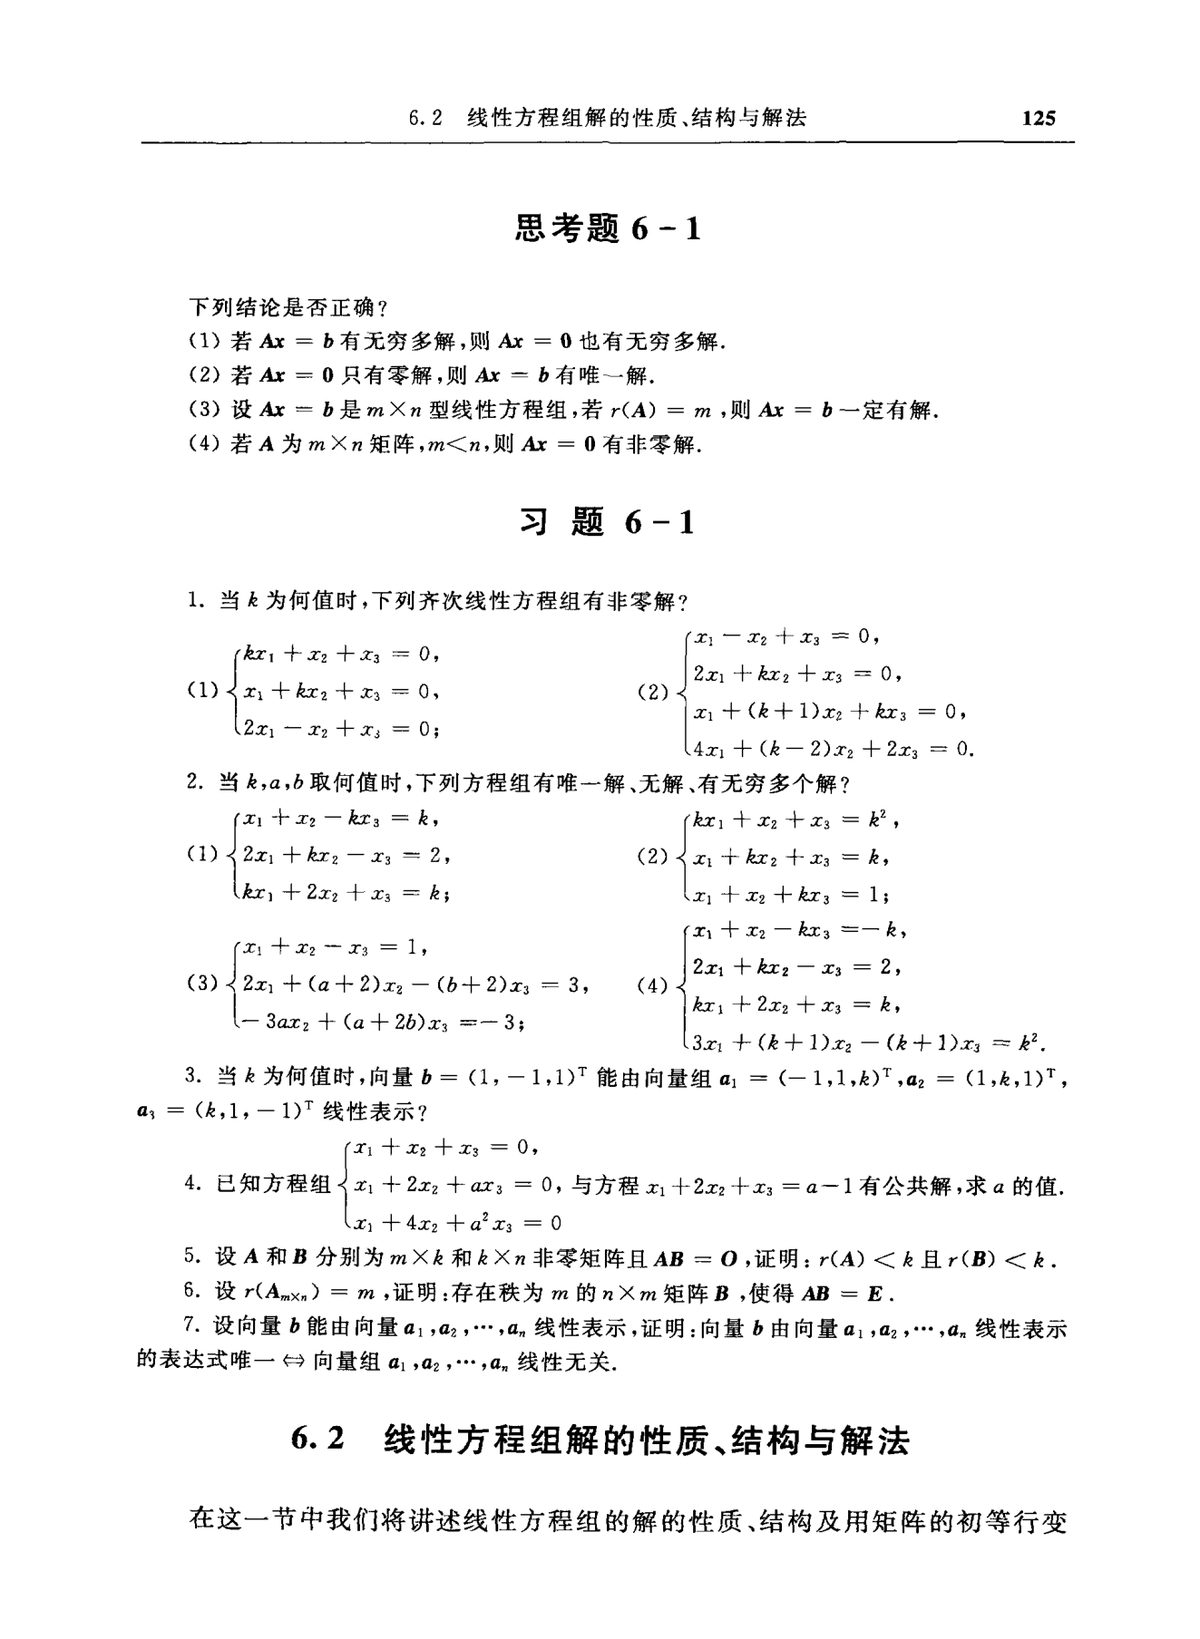 6.2 线性方程组解的性质、结构与解法 125
思考题 6-1
下列结论是否正确?
(1) 若 Ax = b 有无穷多解,则 Ax = 0 也有无穷多解.
(2) 若 Ax = 0 只有零解,则 Ax = b 有唯一解.
(3) 设 Ax = b 是 m×n 型线性方程组,若 r(A) = m ,则 Ax = b 一定有解.
(4) 若 A 为 m×n 矩阵,m<n,则 Ax = 0 有非零解.
习 题 6-1
1. 当 k 为何值时,下列齐次线性方程组有非零解?
(1) { kx₁ + x₂ + x₃ = 0,
x₁ + kx₂ + x₃ = 0,
2x₁ - x₂ + x₃ = 0;
(2) { x₁ - x₂ + x₃ = 0,
2x₁ + kx₂ + x₃ = 0,
x₁ + (k+1)x₂ + kx₃ = 0,
4x₁ + (k-2)x₂ + 2x₃ = 0.
2. 当 k,a,b 取何值时,下列方程组有唯一解、无解、有无穷多个解?
(1) { x₁ + x₂ - kx₃ = k,
2x₁ + kx₂ - x₃ = 2,
kx₁ + 2x₂ + x₃ = k;
(2) { kx₁ + x₂ + x₃ = k²,
x₁ + kx₂ + x₃ = k,
x₁ + x₂ + kx₃ = 1;
(3) { x₁ + x₂ - x₃ = 1,
2x₁ + (a+2)x₂ - (b+2)x₃ = 3,
- 3ax₂ + (a+2b)x₃ = - 3;
(4) { x₁ + x₂ - kx₃ = - k,
2x₁ + kx₂ - x₃ = 2,
kx₁ + 2x₂ + x₃ = k,
3x₁ + (k+1)x₂ - (k+1)x₃ = k².
3. 当 k 为何值时,向量 b = (1, -1,1)ᵀ 能由向量组 a₁ = (-1,1,k)ᵀ,a₂ = (1,k,1)ᵀ,
a₃ = (k,1, -1)ᵀ 线性表示?
4. 已知方程组 { x₁ + x₂ + x₃ = 0,
x₁ + 2x₂ + ax₃ = 0, 与方程 x₁+2x₂+x₃ = a-1 有公共解,求 a 的值.
x₁ + 4x₂ + a²x₃ = 0
5. 设 A 和 B 分别为 m×k 和 k×n 非零矩阵且 AB = O ,证明: r(A) < k 且 r(B) < k .
6. 设 r(Aₘ×ₙ) = m ,证明:存在秩为 m 的 n×m 矩阵 B ,使得 AB = E .
7. 设向量 b 能由向量 a₁,a₂,⋯,aₙ 线性表示,证明:向量 b 由向量 a₁,a₂,⋯,aₙ 线性表示
的表达式唯一 ⇔ 向量组 a₁,a₂,⋯,aₙ 线性无关.
6.2 线性方程组解的性质、结构与解法
在这一节中我们将讲述线性方程组的解的性质、结构及用矩阵的初等行变